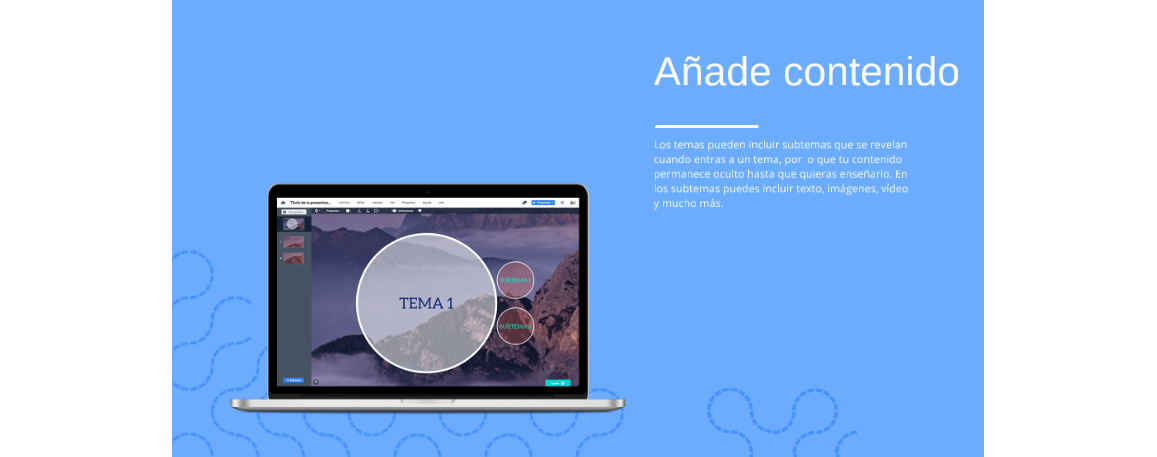 Añade contenido
Los temas pueden incluir subtemas que se revelan
cuando entras a un tema, por  o que tu contenido
permanece oculto hasta que quieras enseñarlo. En
los subtemas puedes incluir texto, imágenes, vídeo
y mucho más.
Título de la presentac...
TEMA 1
SUBTEMA 1
SUBTEMA 2